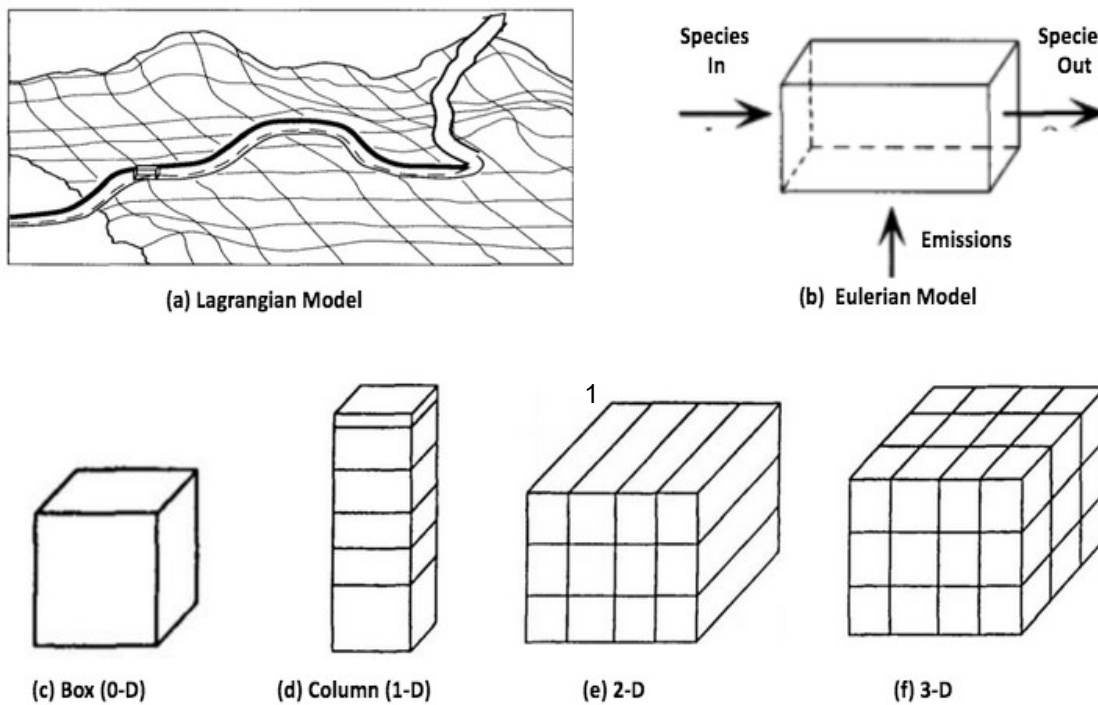 Species
In
Species
Out
Emissions
(a) Lagrangian Model
(b) Eulerian Model
1
(c) Box (0-D)
(d) Column (1-D)
(e) 2-D
(f) 3-D